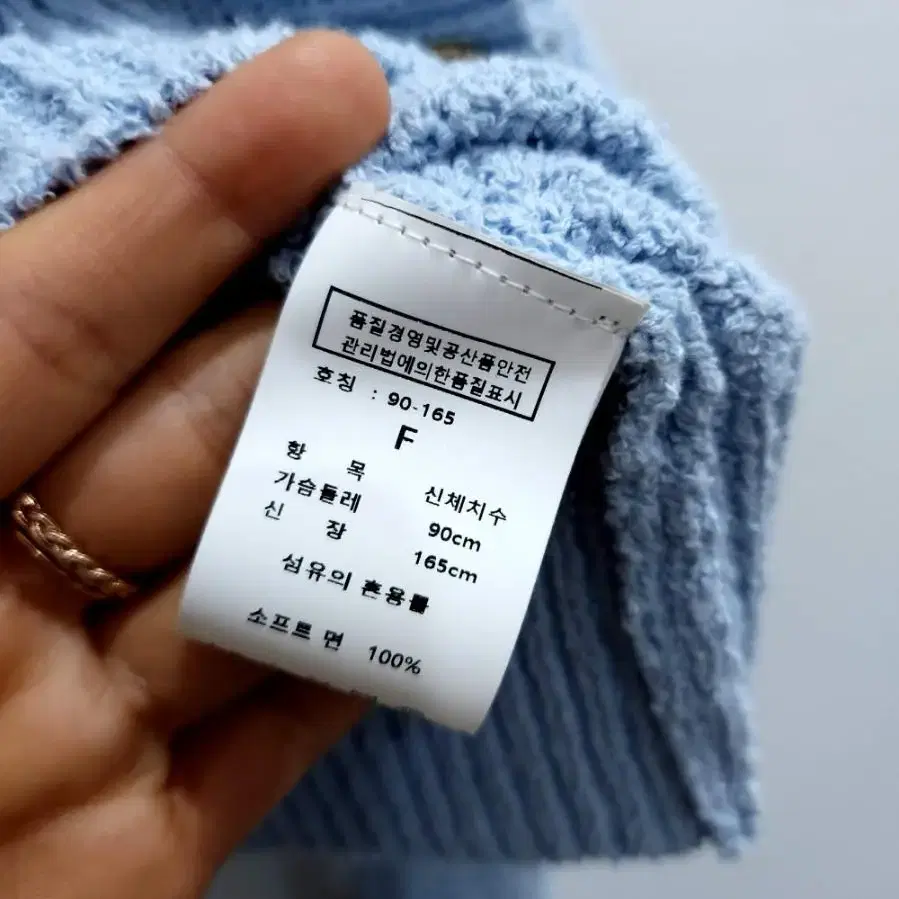 품질경영및공산품안전
관리법에의한품질표시
호칭 : 90-165
F
항 목 신체치수
가슴둘레 90cm
신 장 165cm
섬유의 혼용률
소프트 면 100%